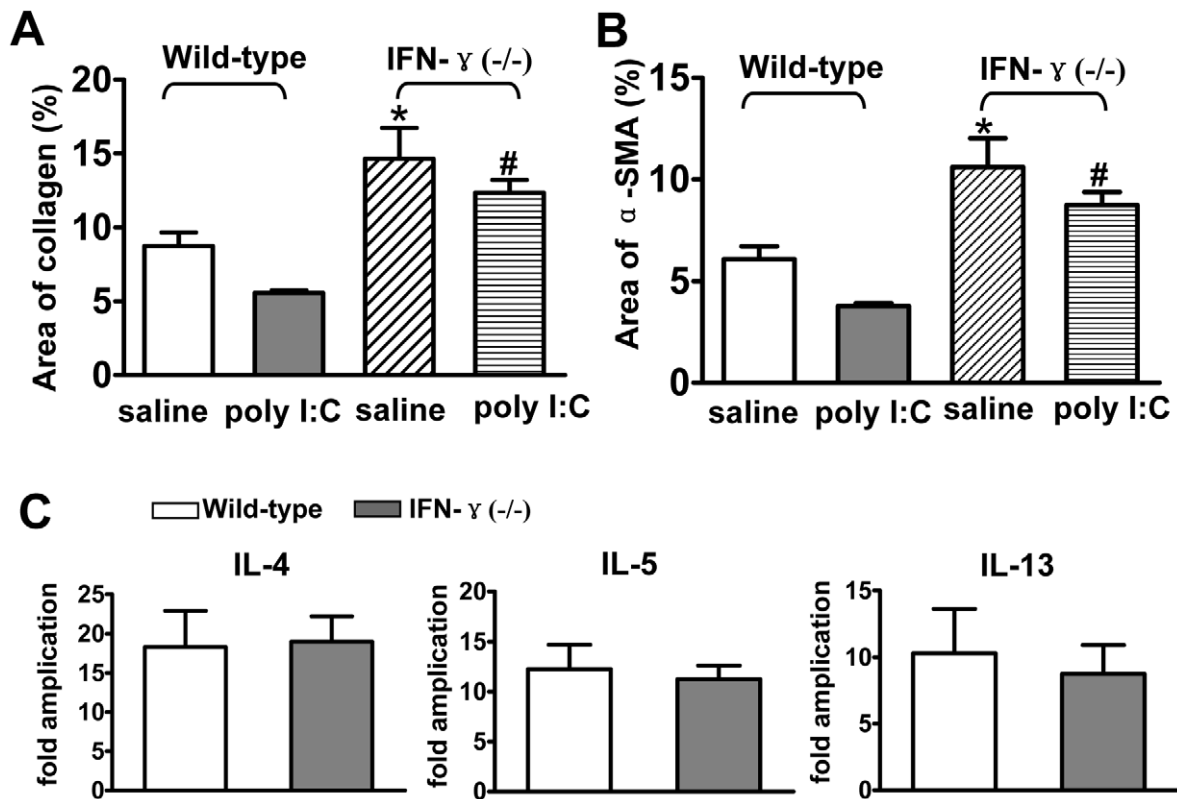 A
Wild-type
IFN- γ (-/-)
Area of collagen (%)
20
15
10
5
0
*
#
saline
poly I:C
saline
poly I:C
B
Wild-type
IFN- γ (-/-)
Area of α -SMA (%)
15
10
5
0
*
#
saline
poly I:C
saline
poly I:C
C
Wild-type
IFN- γ (-/-)
IL-4
fold amplication
25
20
15
10
5
0
IL-5
fold amplication
20
15
10
5
0
IL-13
fold amplication
15
10
5
0